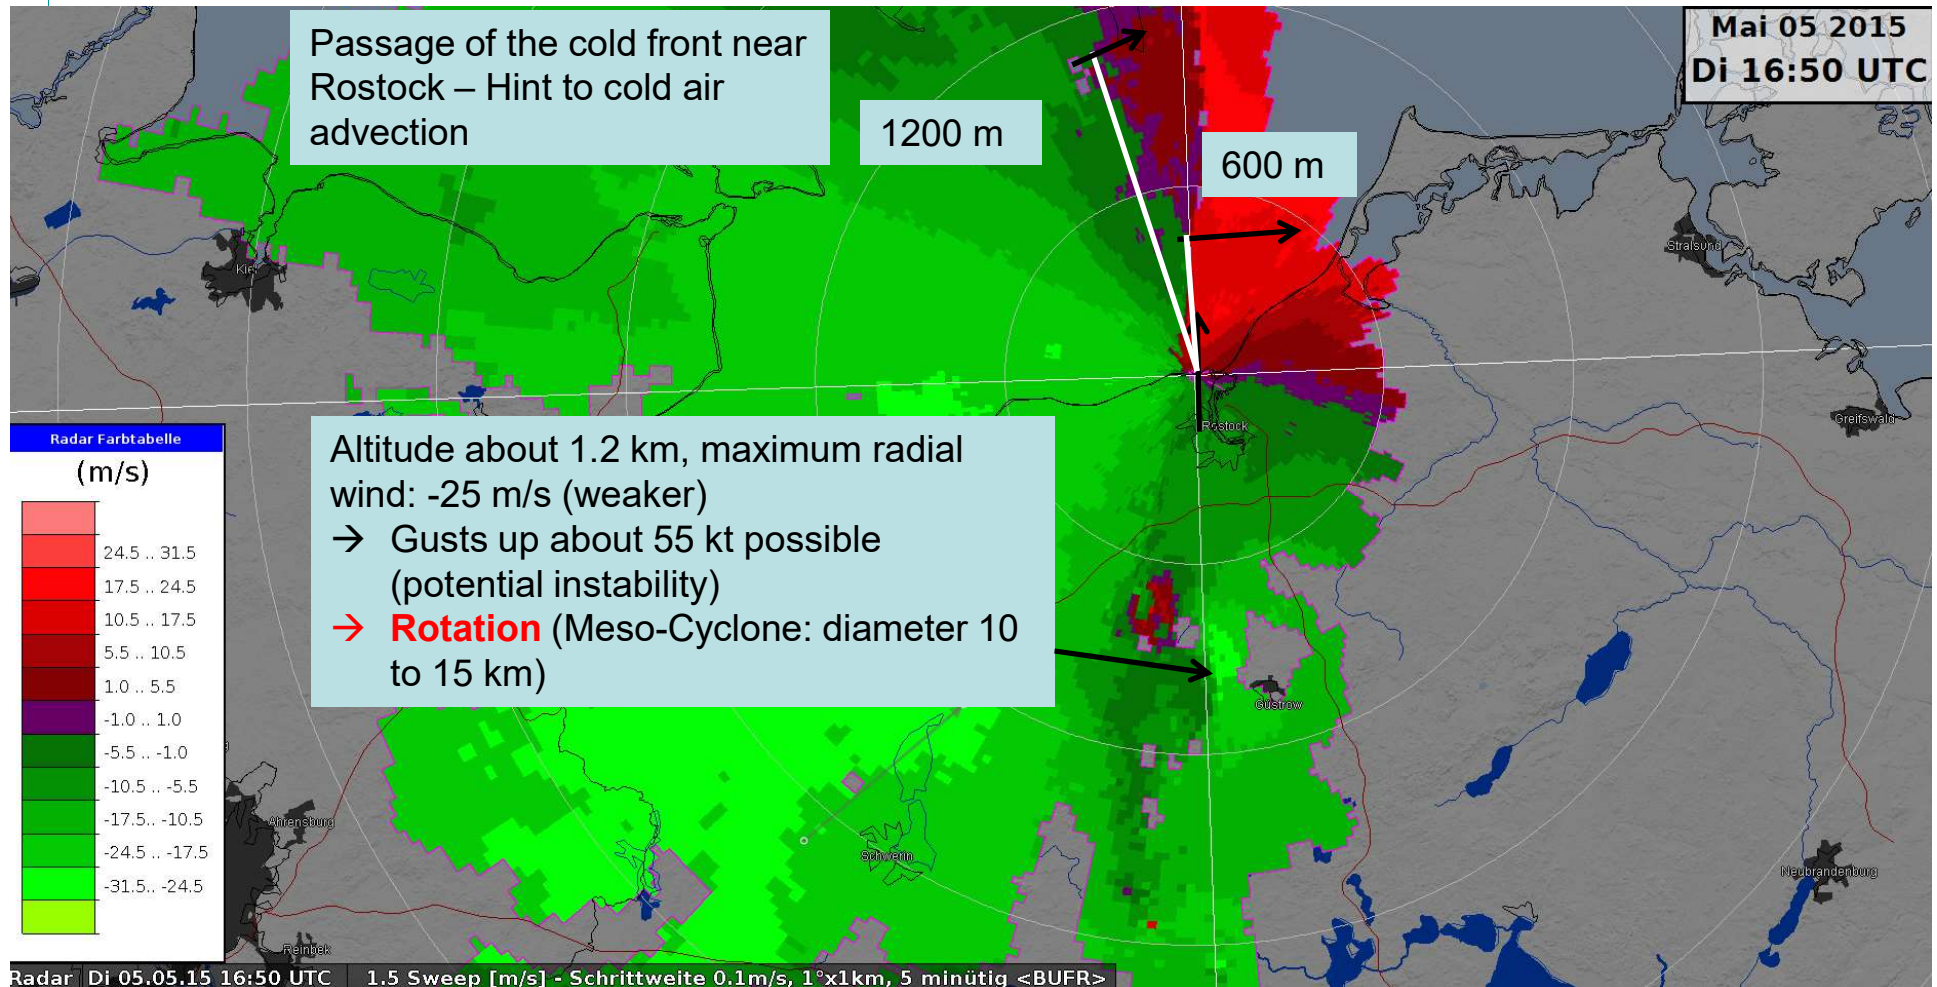 Passage of the cold front near
Rostock – Hint to cold air
advection
1200 m
600 m
Mai 05 2015
Di 16:50 UTC
Stralsund
Greifswald
Rostock
Radar Farbtabelle
(m/s)
24.5 .. 31.5
17.5 .. 24.5
10.5 .. 17.5
5.5 .. 10.5
1.0 .. 5.5
-1.0 .. 1.0
-5.5 .. -1.0
-10.5 .. -5.5
-17.5.. -10.5
-24.5 .. -17.5
-31.5.. -24.5
Altitude about 1.2 km, maximum radial
wind: -25 m/s (weaker)
→ Gusts up about 55 kt possible
(potential instability)
→ Rotation (Meso-Cyclone: diameter 10
to 15 km)
Güstrow
Ahrensburg
Schwerin
Neubrandenburg
Reinbek
Radar Di 05.05.15 16:50 UTC 1.5 Sweep [m/s] - Schrittweite 0.1m/s, 1°x1km, 5 minütig <BUFR>